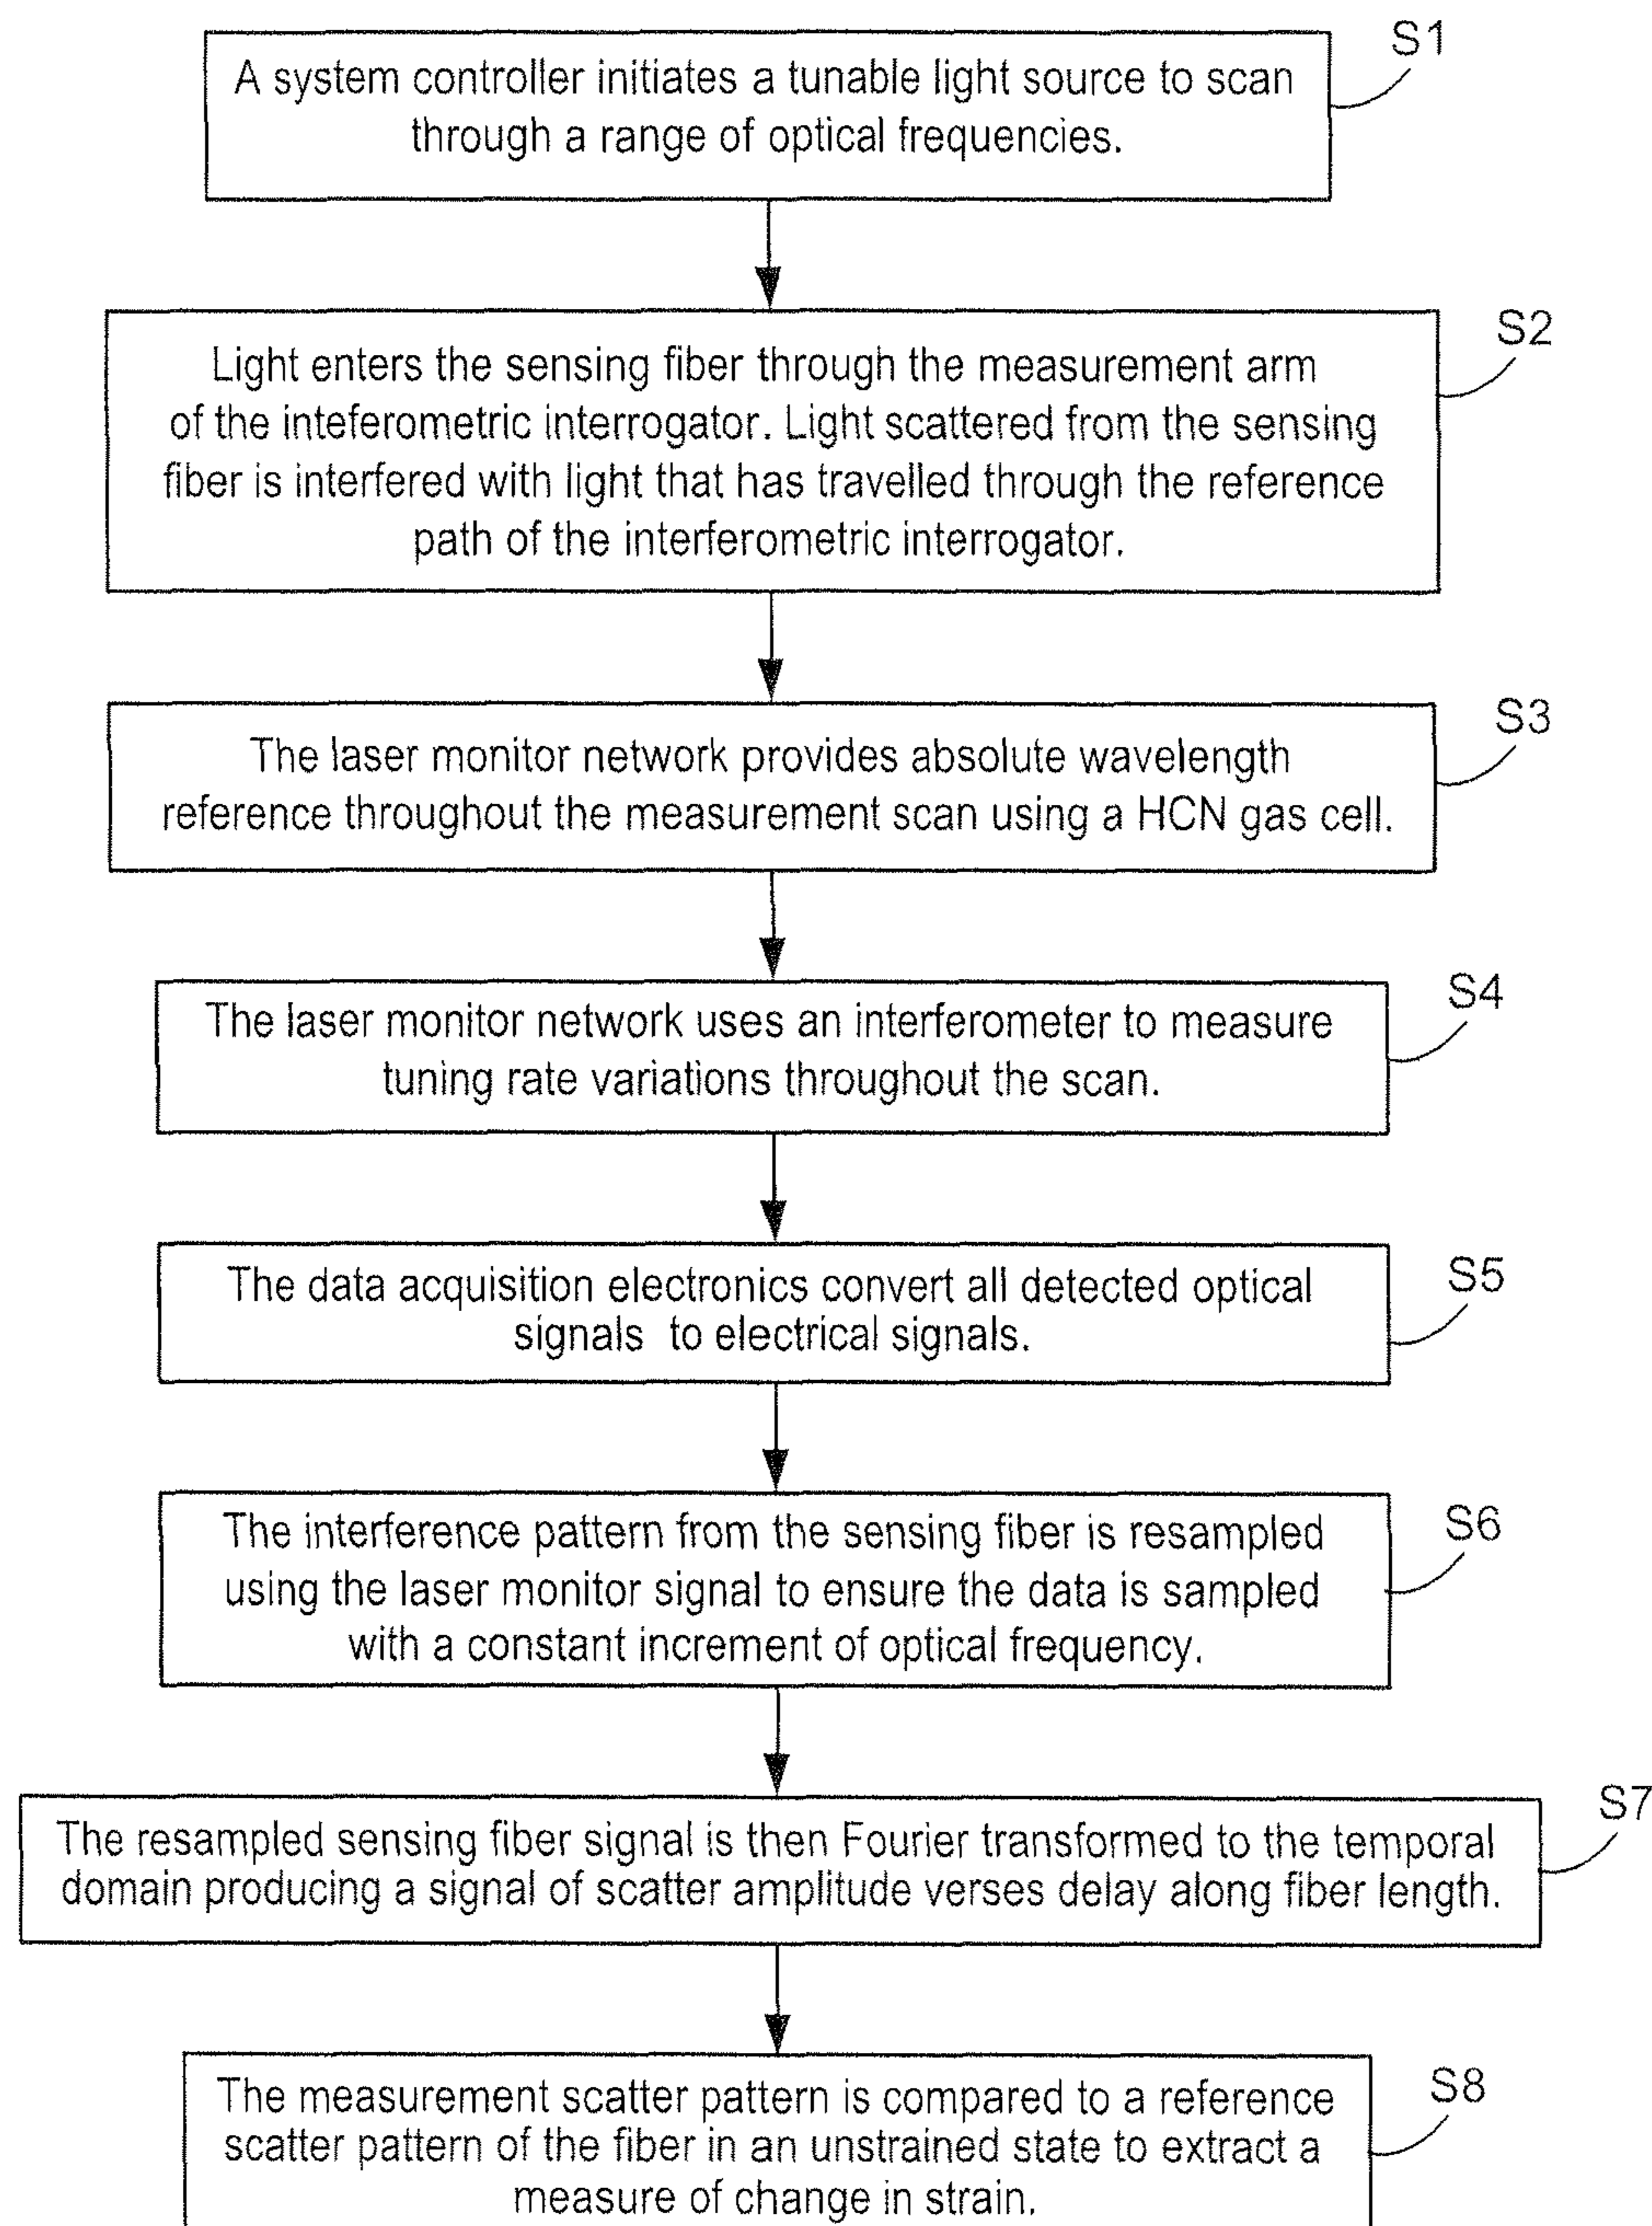 S1
A system controller initiates a tunable light source to scan
through a range of optical frequencies.
S2
Light enters the sensing fiber through the measurement arm
of the inteferometric interrogator. Light scattered from the sensing
fiber is interfered with light that has travelled through the reference
path of the interferometric interrogator.
S3
The laser monitor network provides absolute wavelength
reference throughout the measurement scan using a HCN gas cell.
S4
The laser monitor network uses an interferometer to measure
tuning rate variations throughout the scan.
S5
The data acquisition electronics convert all detected optical
signals to electrical signals.
S6
The interference pattern from the sensing fiber is resampled
using the laser monitor signal to ensure the data is sampled
with a constant increment of optical frequency.
S7
The resampled sensing fiber signal is then Fourier transformed to the temporal
domain producing a signal of scatter amplitude verses delay along fiber length.
S8
The measurement scatter pattern is compared to a reference
scatter pattern of the fiber in an unstrained state to extract a
measure of change in strain.